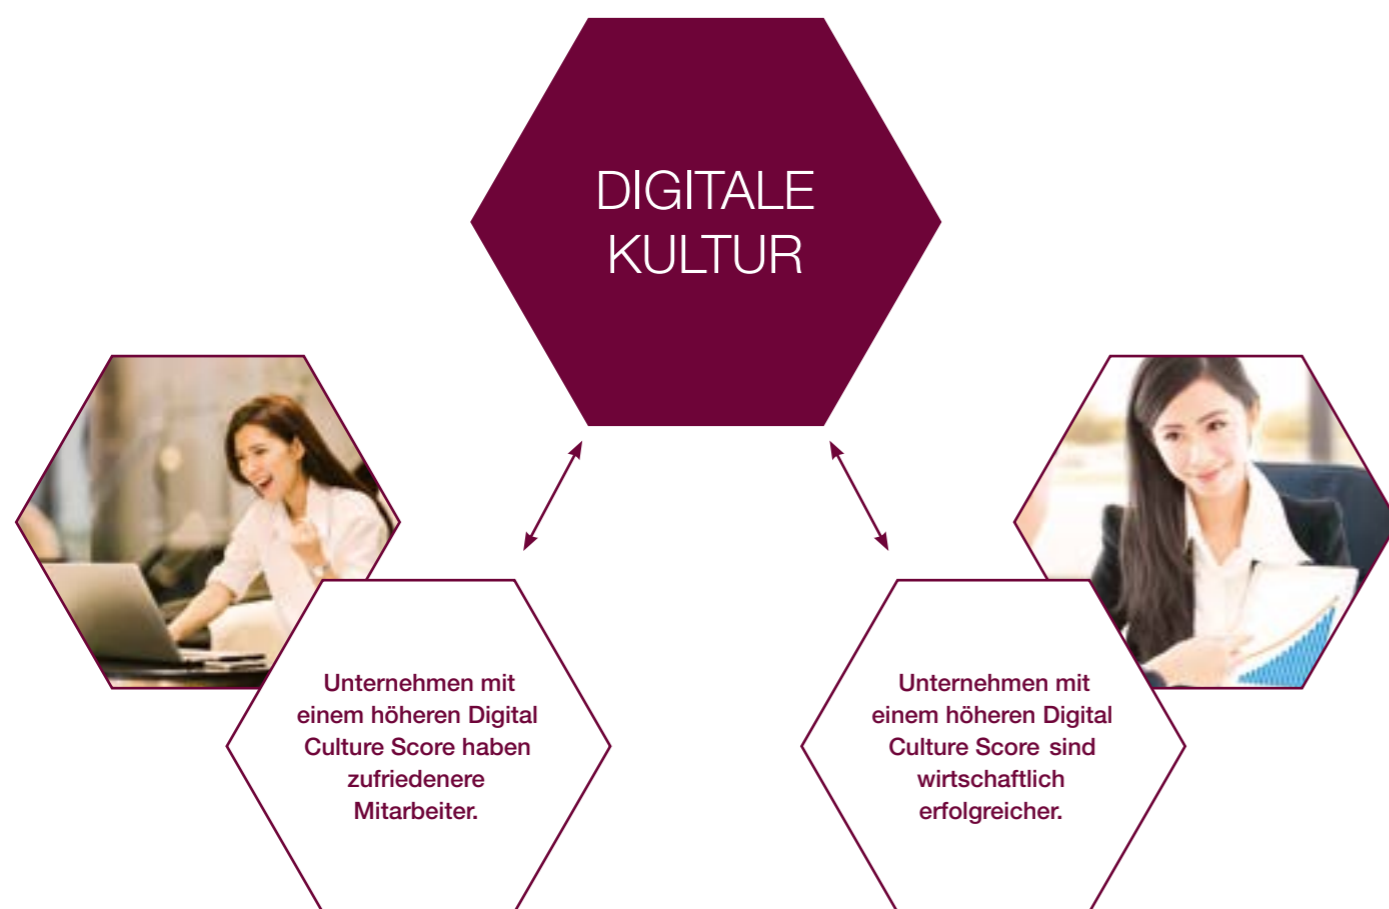 DIGITALE
KULTUR
Unternehmen mit
einem höheren Digital
Culture Score haben
zufriedenere
Mitarbeiter.
Unternehmen mit
einem höheren Digital
Culture Score sind
wirtschaftlich
erfolgreicher.